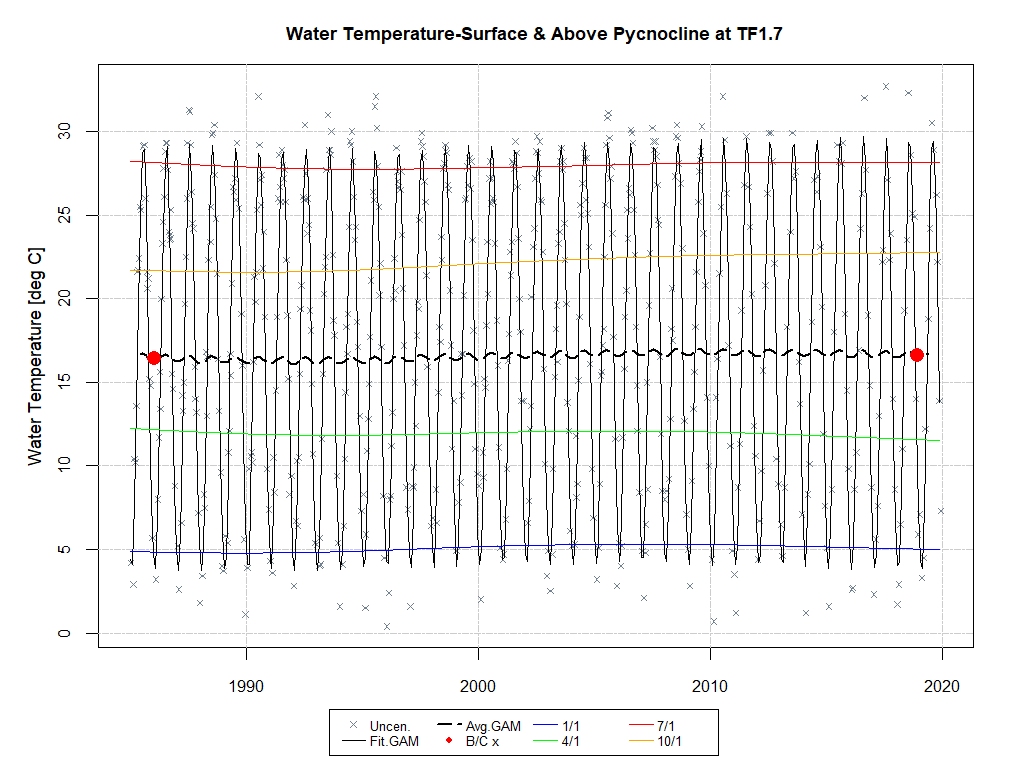 Water Temperature-Surface & Above Pycnocline at TF1.7
Water Temperature [deg C]
30
25
20
15
10
5
0
1990 2000 2010 2020
Uncen. Avg.GAM 1/1 7/1
Fit.GAM B/C x 4/1 10/1